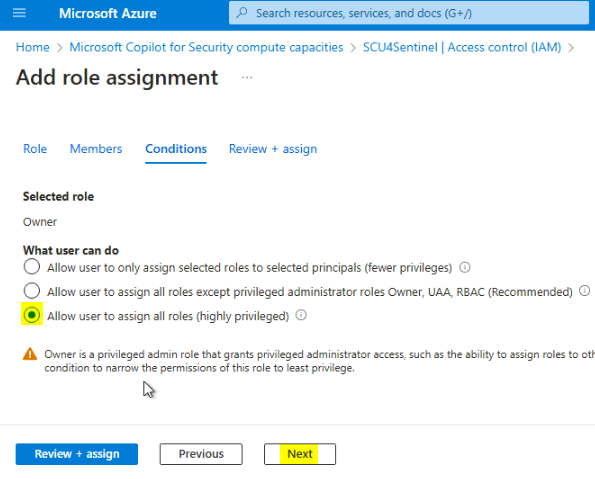 Microsoft Azure
Search resources, services, and docs (G+/)
Home > Microsoft Copilot for Security compute capacities > SCU4Sentinel | Access control (IAM) >
Add role assignment ...
Role Members Conditions Review + assign
Selected role
Owner
What user can do
Allow user to only assign selected roles to selected principals (fewer privileges)
Allow user to assign all roles except privileged administrator roles Owner, UAA, RBAC (Recommended)
Allow user to assign all roles (highly privileged)
Owner is a privileged admin role that grants privileged administrator access, such as the ability to assign roles to
condition to narrow the permissions of this role to least privilege.
Review + assign Previous Next